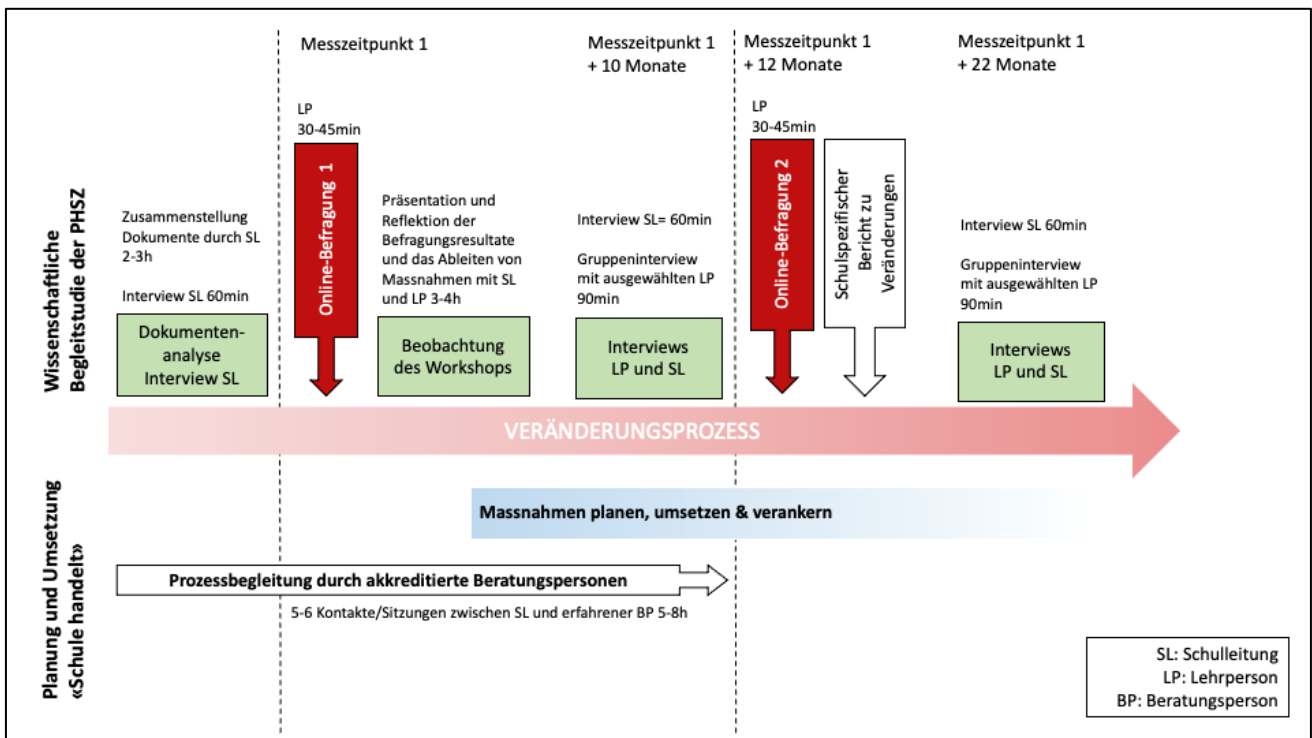 Messzeitpunkt 1
Messzeitpunkt 1
+ 10 Monate
Messzeitpunkt 1
+ 12 Monate
Messzeitpunkt 1
+ 22 Monate
Wissenschaftliche
Begleitstudie der PHSZ
Zusammenstellung
Dokumente durch SL
2-3h
Interview SL 60min
Dokumenten-
analyse
Interview SL
LP
30-45min
Online-Befragung 1
Präsentation und
Reflektion der
Befragungsresultate
und das Ableiten von
Massnahmen mit SL
und LP 3-4h
Beobachtung
des Workshops
Interview SL= 60min
Gruppeninterview
mit ausgewählten LP
90min
Interviews
LP und SL
LP
30-45min
Online-Befragung 2
Schulspezifischer
Bericht zu
Veränderungen
Interview SL 60min
Gruppeninterview
mit ausgewählten LP
90min
Interviews
LP und SL
VERÄNDERUNGSPROZESS
Planung und Umsetzung
«Schule handelt»
Massnahmen planen, umsetzen & verankern
Prozessbegleitung durch akkreditierte Beratungspersonen
5-6 Kontakte/Sitzungen zwischen SL und erfahrener BP 5-8h
SL: Schulleitung
LP: Lehrperson
BP: Beratungsperson